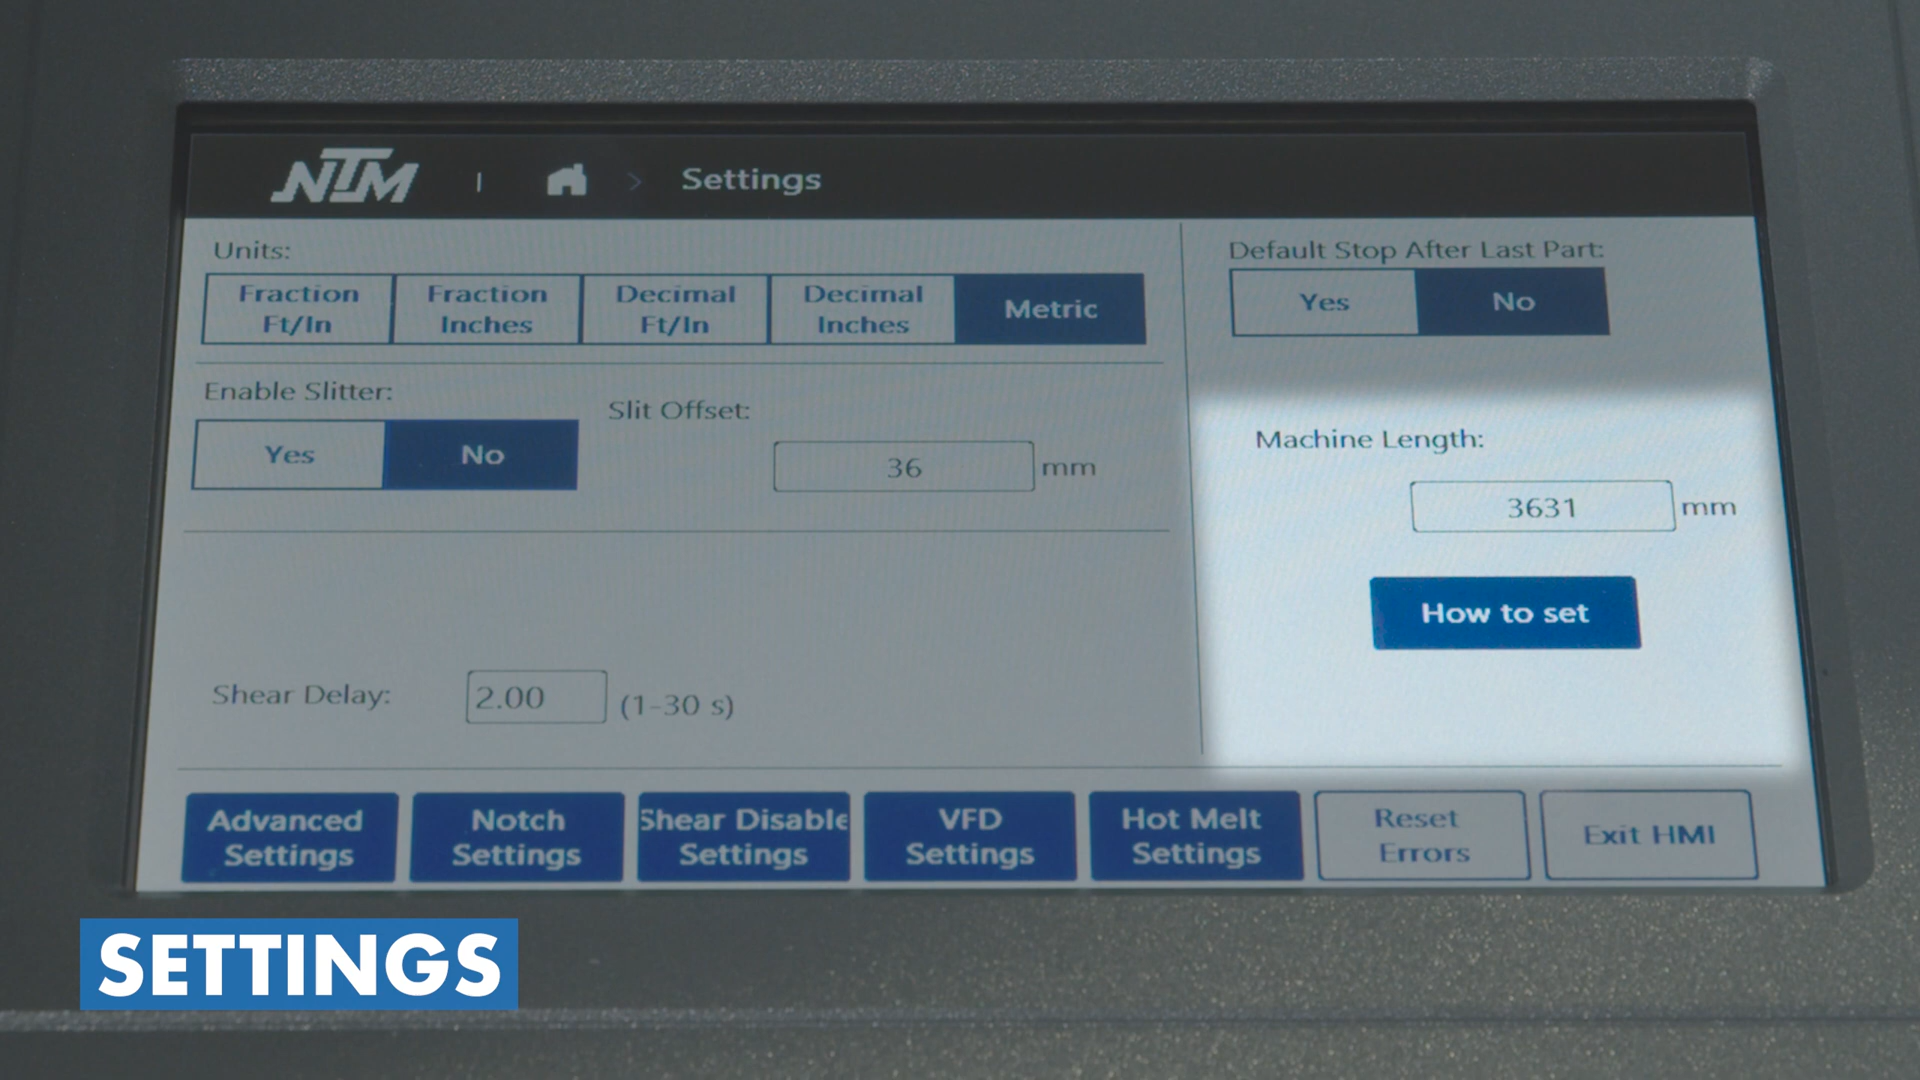 NTM | > Settings
Units:
Fraction Ft/In
Fraction Inches
Decimal Ft/In
Decimal Inches
Metric
Default Stop After Last Part:
Yes No
Enable Slitter:
Yes No
Slit Offset:
36 mm
Machine Length:
3631 mm
How to set
Shear Delay: 2.00 (1-30 s)
Advanced Settings
Notch Settings
Shear Disable Settings
VFD Settings
Hot Melt Settings
Reset Errors
Exit HMI
SETTINGS